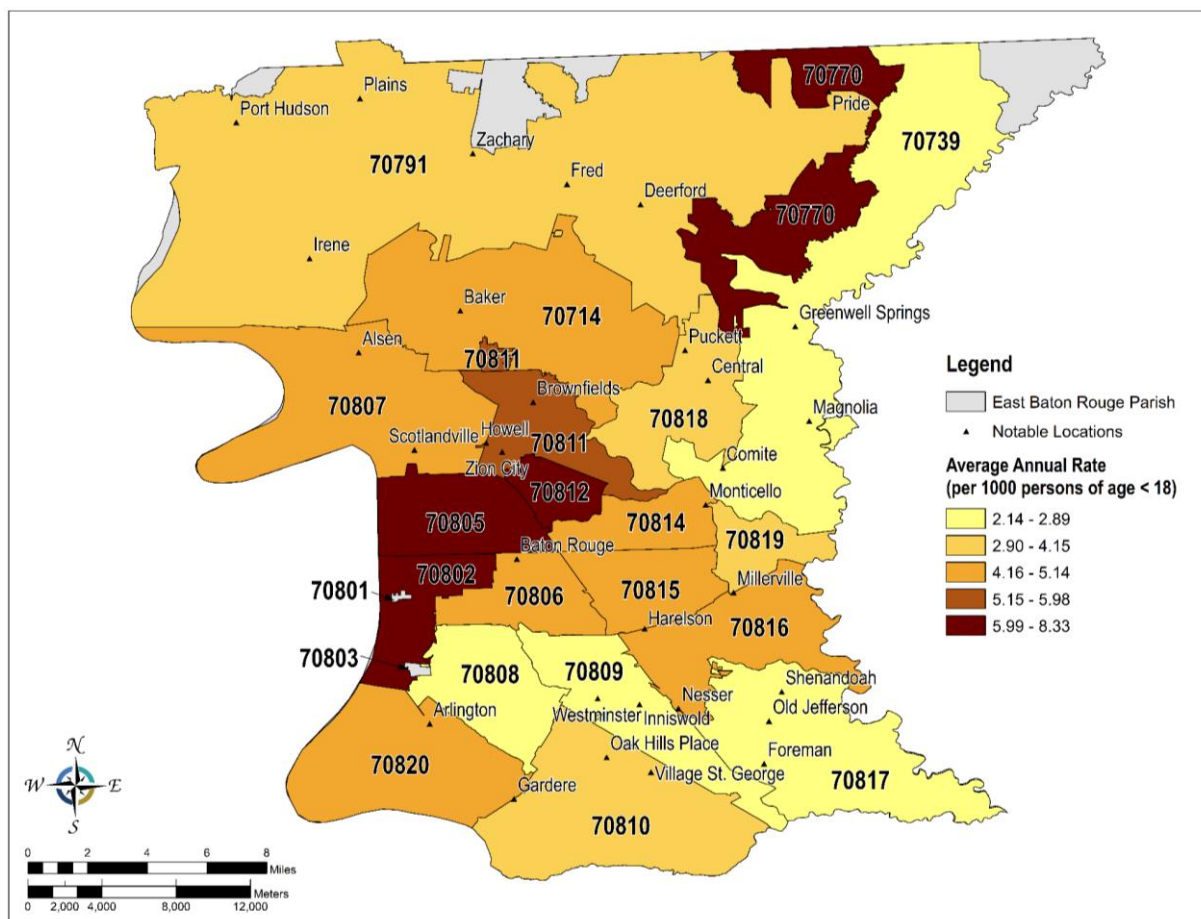 70770
Plains
Port Hudson
Pride
Zachary
70739
70791
Fred
Deerford
70770
Irene
Baker
70714
Greenwell Springs
Alsen
Puckett
70811
Central
Brownfields
70807
70818
Magnolia
Howell
70811
Scotlandville
Comite
Zion City
70812
Monticello
70805
70814
Baton Rouge
70819
70802
Millerville
70801
70806
70815
Harelson
70816
70803
70808
70809
Shenandoah
Nesser
Old Jefferson
Arlington
Westminster
Inniswold
Oak Hills Place
Foreman
70820
Village St. George
Gardere
70817
70810
Legend
East Baton Rouge Parish
Notable Locations
Average Annual Rate
(per 1000 persons of age < 18)
2.14 - 2.89
2.90 - 4.15
4.16 - 5.14
5.15 - 5.98
5.99 - 8.33
N
W
E
S
0 2 4 6 8
Miles
Meters
0 2,000 4,000 8,000 12,000